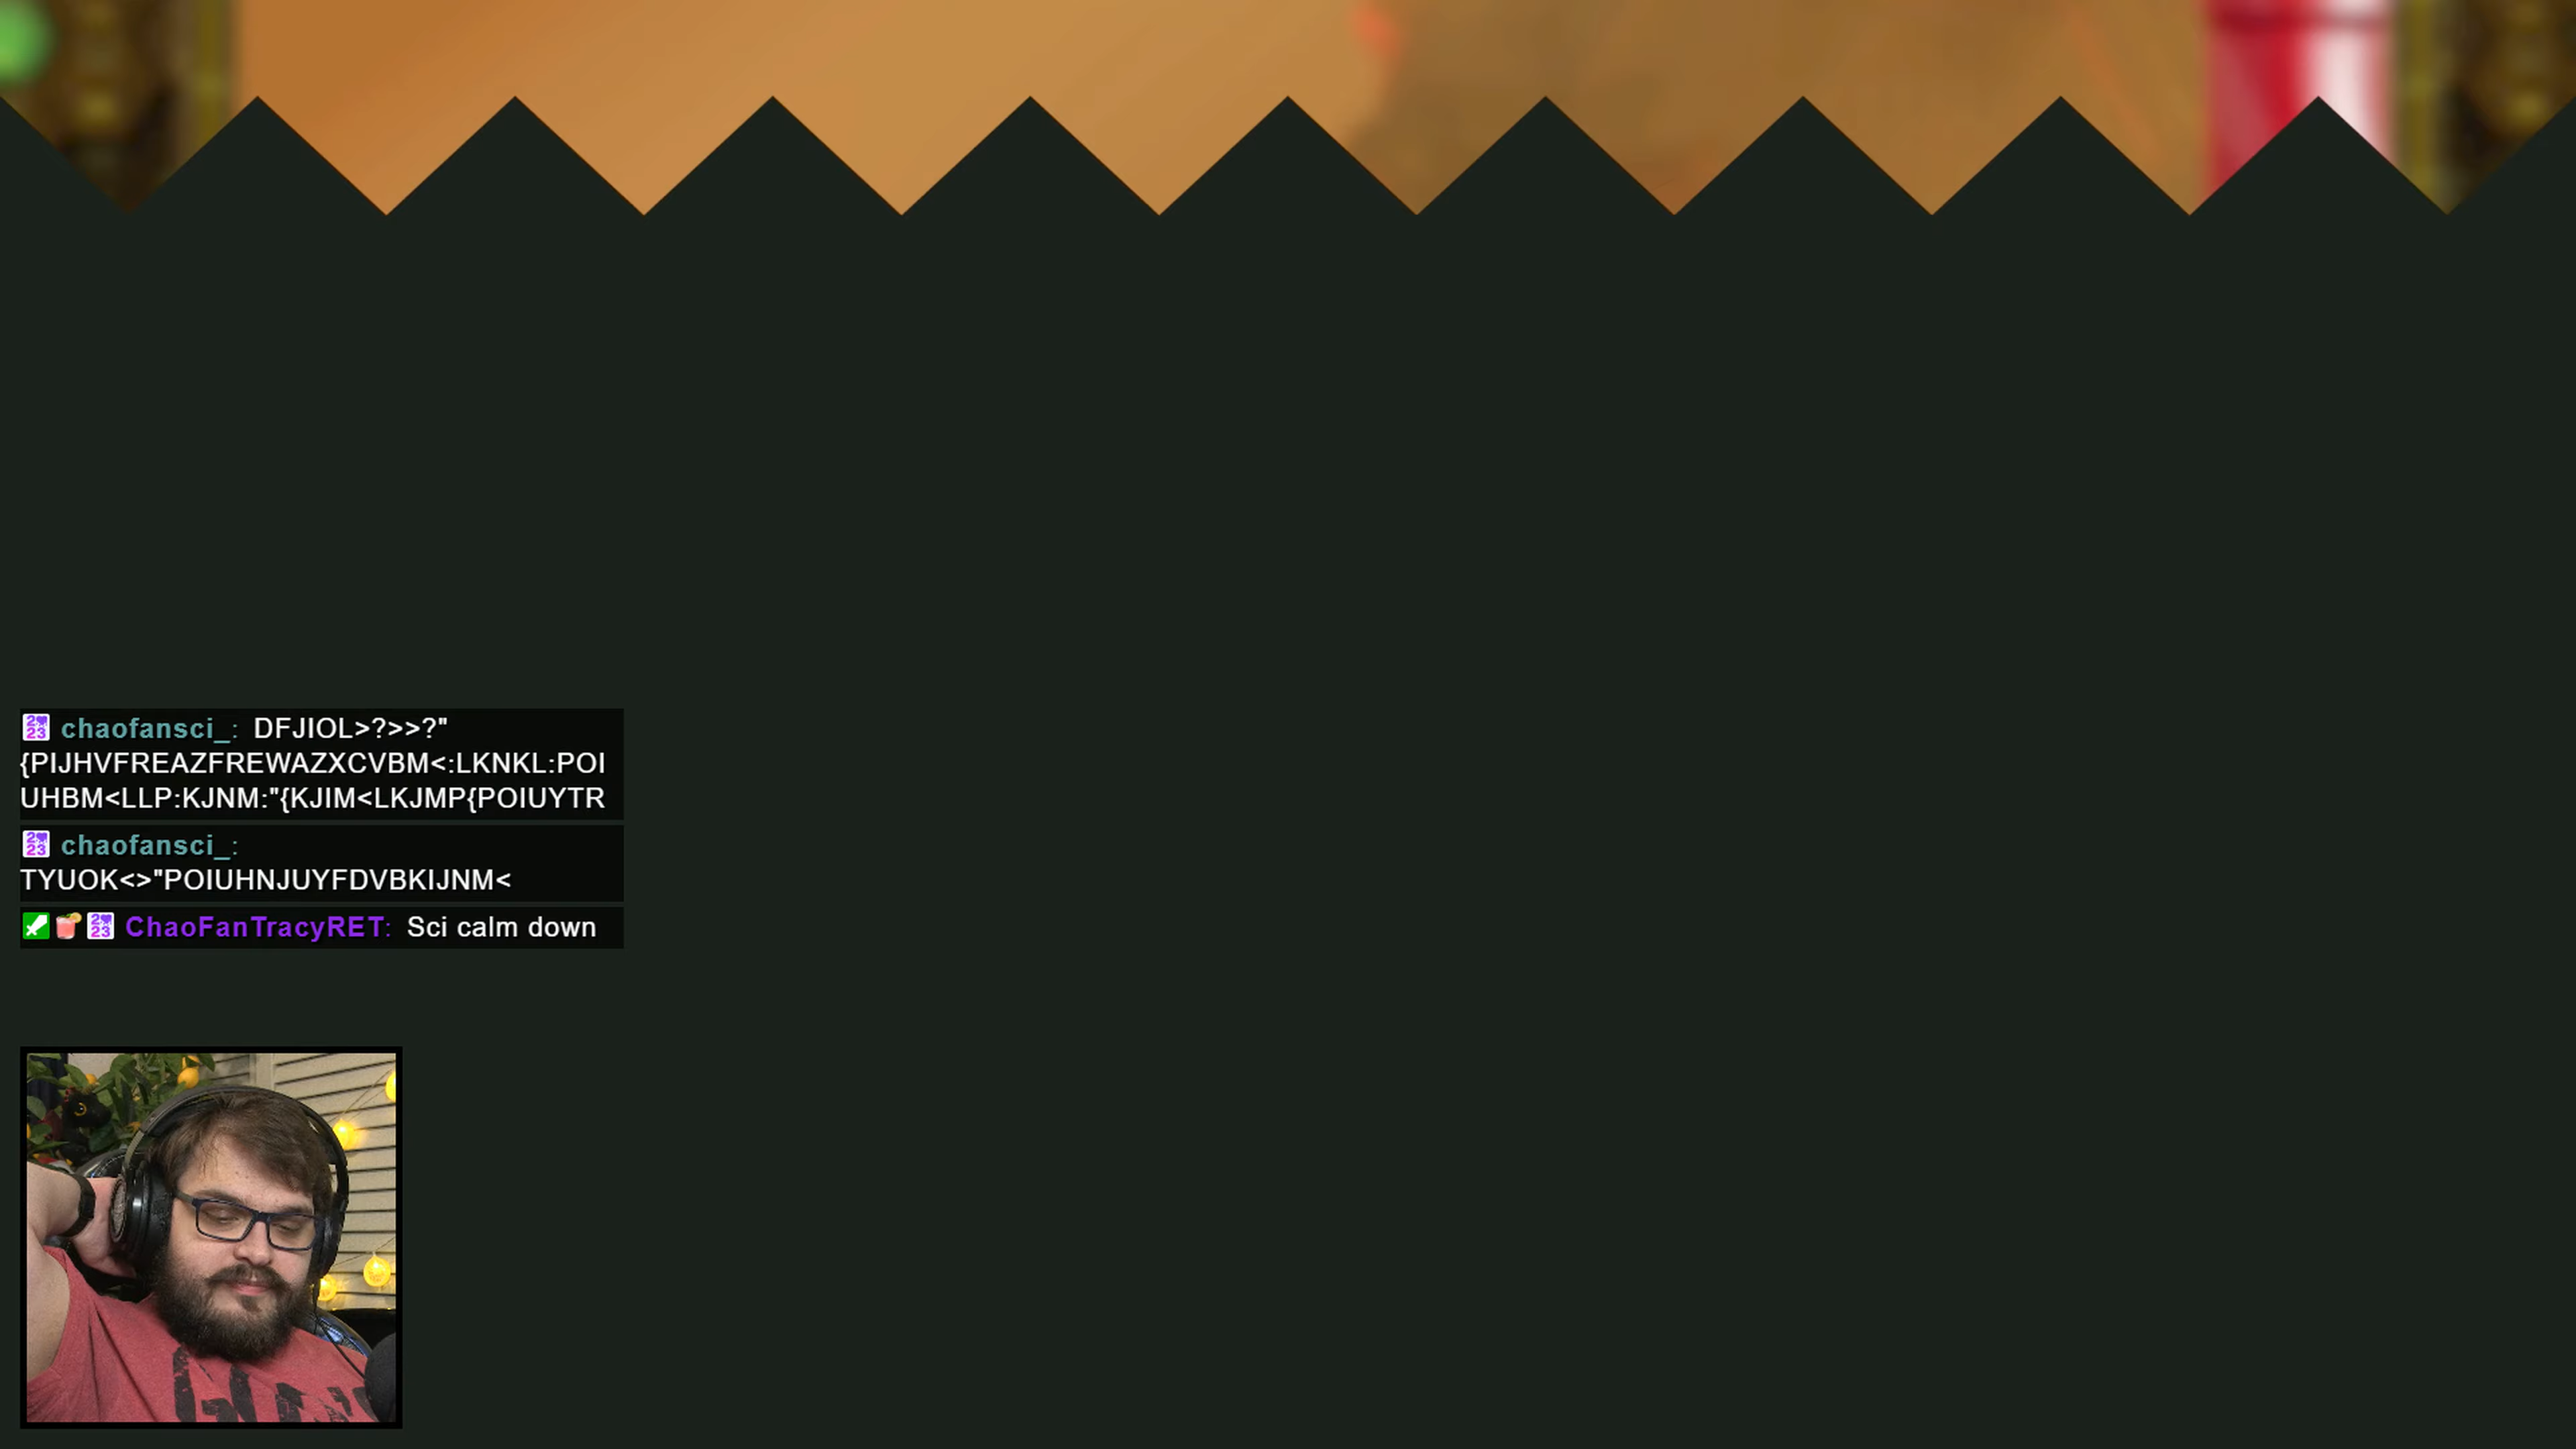 chaofansci_: DFJIOL>?>>?"
{PIJHVFREAZFREWAZXCVBM<:LKNKL:POI
UHBM<LLP:KJNM:"{KJIM<LKJMP{POIUYTR
chaofansci_:
TYUOK<>"POIUHNJUYFDVBKIJNM<
ChaoFanTracyRET: Sci calm down